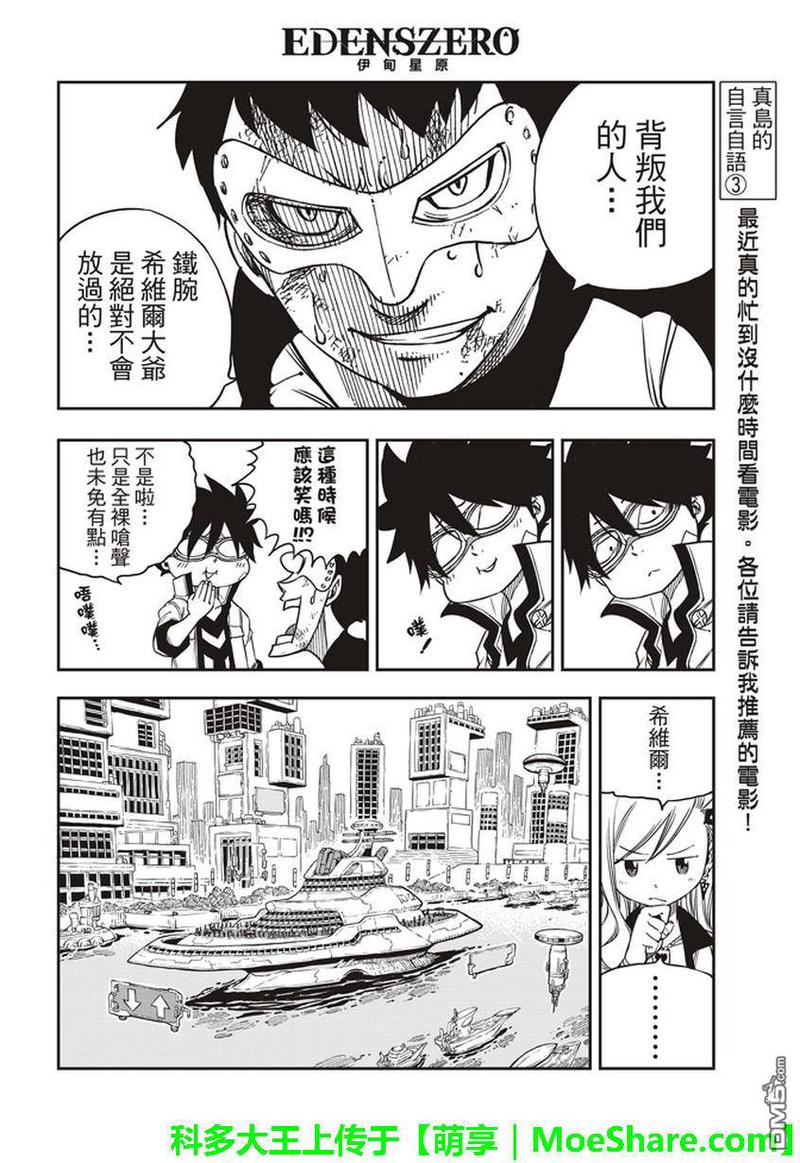 EDENSZERO
伊甸星原
真島的
自言自語③
最近真的忙到沒什麼時間看電影。各位請告訴我推薦的電影！
背叛我們
的人…
鐵腕
希維爾大爺
是絕對不會
放過的…
噗！
這種時候
應該笑嗎!!?
不是啦…
只是全裸嗆聲
也未免有點…
唔噗噗…
希維爾…
………
DM5.com
科多大王上传于【萌享｜MoeShare.com】